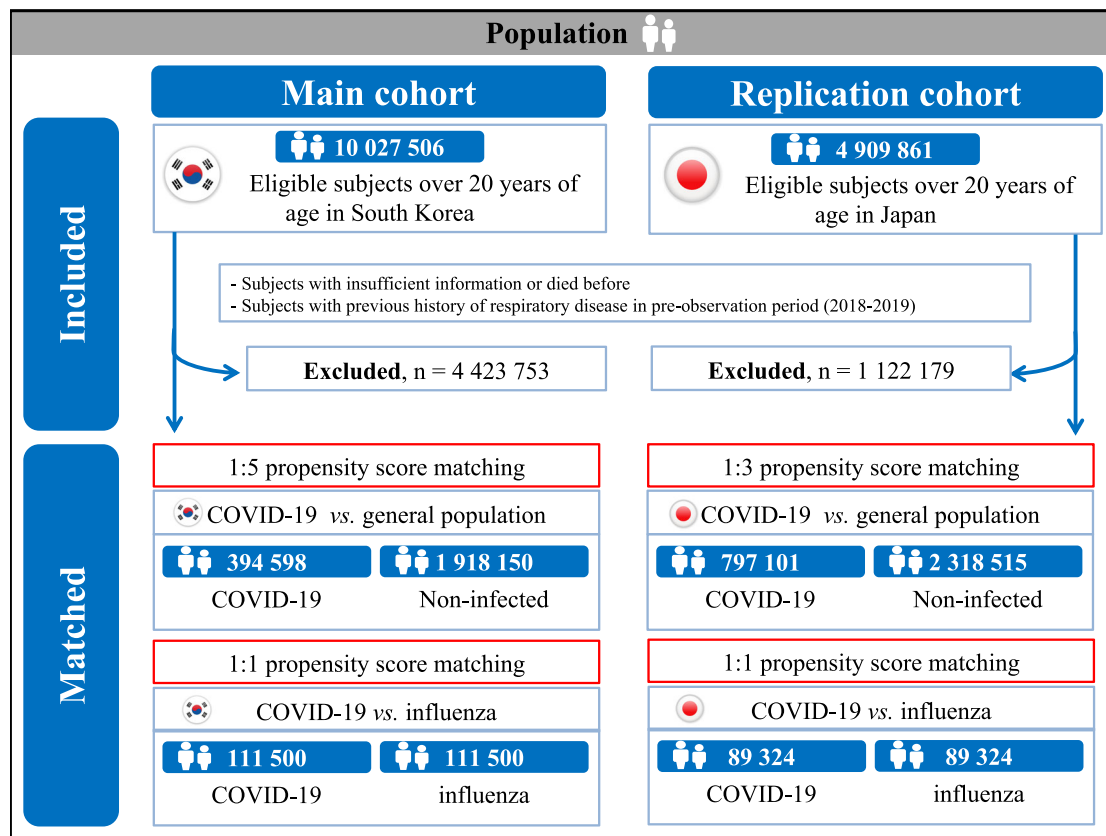 Population
Main cohort
Replication cohort
Included
10 027 506
Eligible subjects over 20 years of
age in South Korea
4 909 861
Eligible subjects over 20 years of
age in Japan
- Subjects with insufficient information or died before
- Subjects with previous history of respiratory disease in pre-observation period (2018-2019)
Excluded, n = 4 423 753
Excluded, n = 1 122 179
Matched
1:5 propensity score matching
COVID-19 vs. general population
394 598
1 918 150
COVID-19
Non-infected
1:1 propensity score matching
COVID-19 vs. influenza
111 500
111 500
COVID-19
influenza
1:3 propensity score matching
COVID-19 vs. general population
797 101
2 318 515
COVID-19
Non-infected
1:1 propensity score matching
COVID-19 vs. influenza
89 324
89 324
COVID-19
influenza